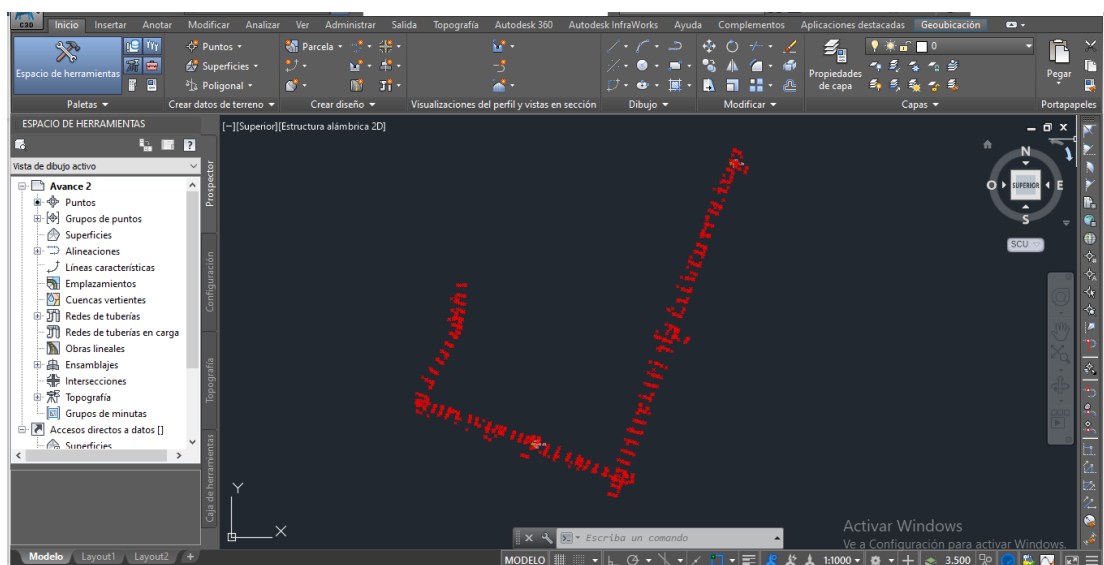 C3D Inicio Insertar Anotar Modificar Analizar Ver Administrar Salida Topografía Autodesk 360 Autodesk InfraWorks Ayuda Complementos Aplicaciones destacadas Geoubicación
Espacio de herramientas
Puntos
Superficies
Poligonal
Parcela
0
Propiedades
de capa
Pegar
Paletas Crear datos de terreno Crear diseño Visualizaciones del perfil y vistas en sección Dibujo Modificar Capas Portapapeles
ESPACIO DE HERRAMIENTAS
[−][Superior][Estructura alámbrica 2D]
Vista de dibujo activo
Avance 2
Puntos
Grupos de puntos
Superficies
Alineaciones
Líneas características
Emplazamientos
Cuencas vertientes
Redes de tuberías
Redes de tuberías en carga
Obras lineales
Ensamblajes
Intersecciones
Topografía
Grupos de minutas
Accesos directos a datos []
Superficies
Prospector
Configuración
Topografía
Caja de herramientas
N
O SUPERIOR E
S
SCU
Y
X
Escriba un comando
Activar Windows
Ve a Configuración para activar Windows.
Modelo Layout1 Layout2 +
MODELO 1:1000 3.500